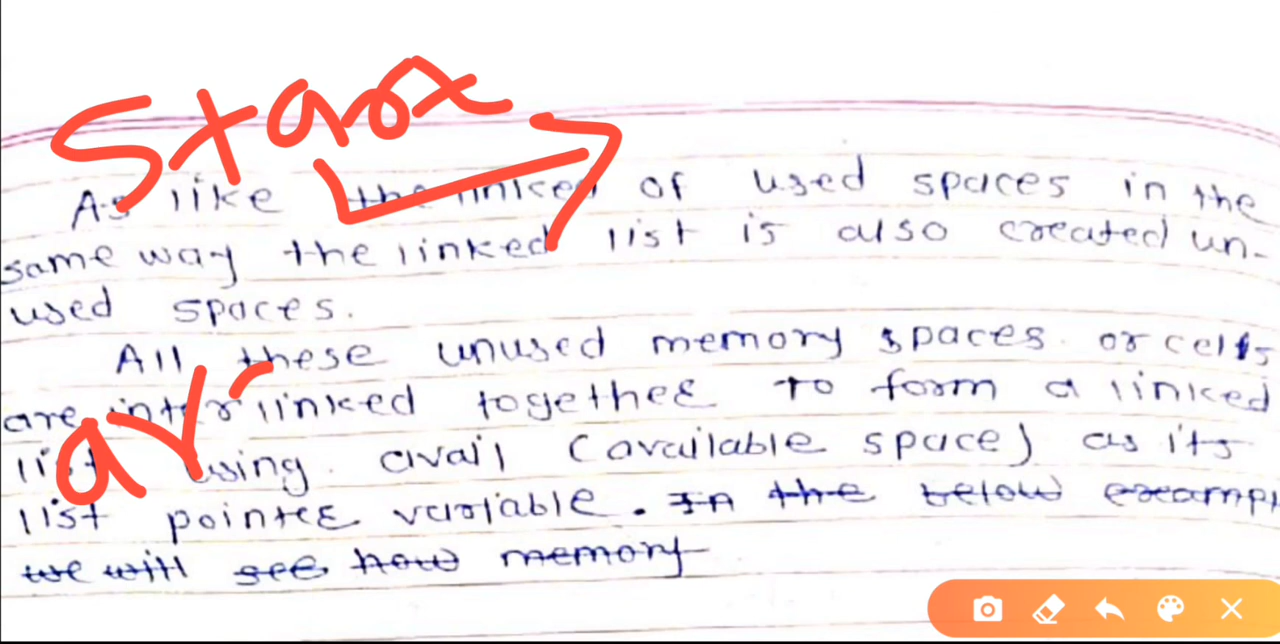 Start
As like the linked of used spaces in the
same way the linked list is also created un-
used spaces.
All these unused memory spaces or cells
are interlinked together to form a linked
list using avail (available space) as its
av
list pointer variable. In the below exampl
we will see how memory